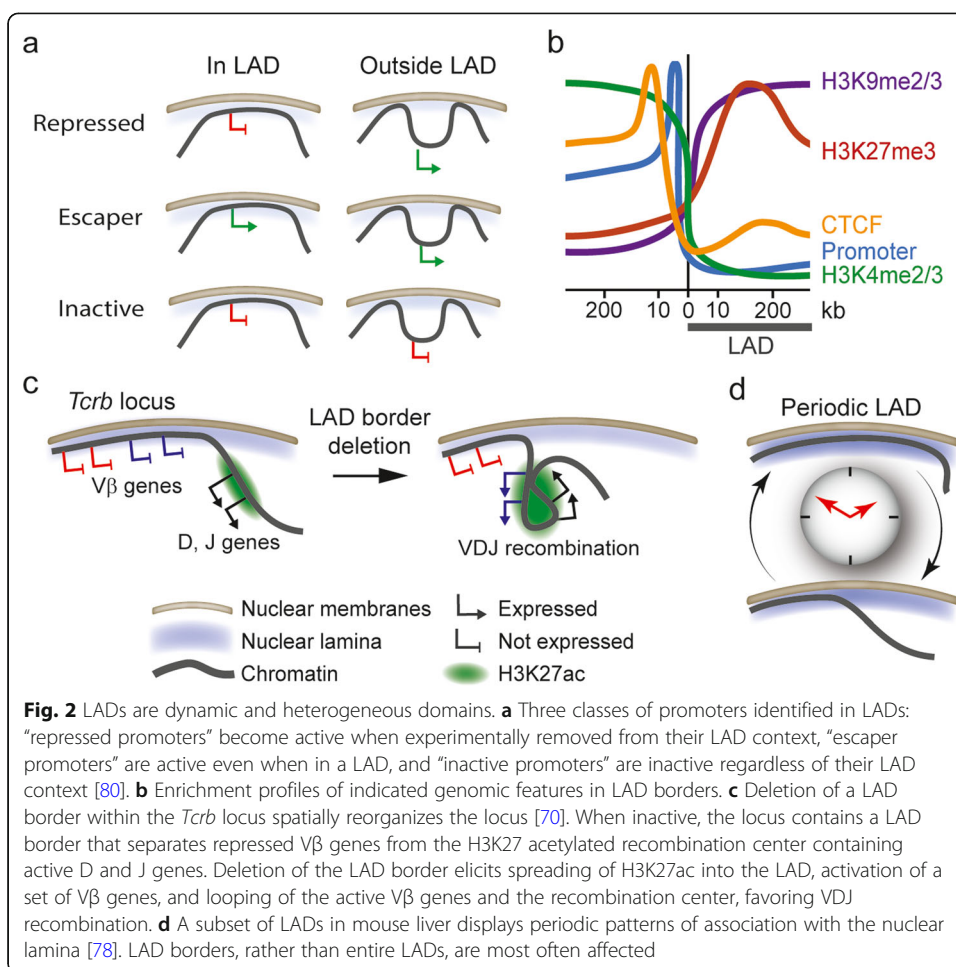 a
In LAD
Outside LAD
Repressed
Escaper
Inactive
b
H3K9me2/3
H3K27me3
CTCF
Promoter
H3K4me2/3
200 10 0 10 200 kb
LAD
c
Tcrb locus
Vβ genes
D, J genes
LAD border
deletion
VDJ recombination
d
Periodic LAD
Nuclear membranes
Nuclear lamina
Chromatin
Expressed
Not expressed
H3K27ac
Fig. 2 LADs are dynamic and heterogeneous domains. a Three classes of promoters identified in LADs:
“repressed promoters” become active when experimentally removed from their LAD context, “escaper
promoters” are active even when in a LAD, and “inactive promoters” are inactive regardless of their LAD
context [80]. b Enrichment profiles of indicated genomic features in LAD borders. c Deletion of a LAD
border within the Tcrb locus spatially reorganizes the locus [70]. When inactive, the locus contains a LAD
border that separates repressed Vβ genes from the H3K27 acetylated recombination center containing
active D and J genes. Deletion of the LAD border elicits spreading of H3K27ac into the LAD, activation of a
set of Vβ genes, and looping of the active Vβ genes and the recombination center, favoring VDJ
recombination. d A subset of LADs in mouse liver displays periodic patterns of association with the nuclear
lamina [78]. LAD borders, rather than entire LADs, are most often affected